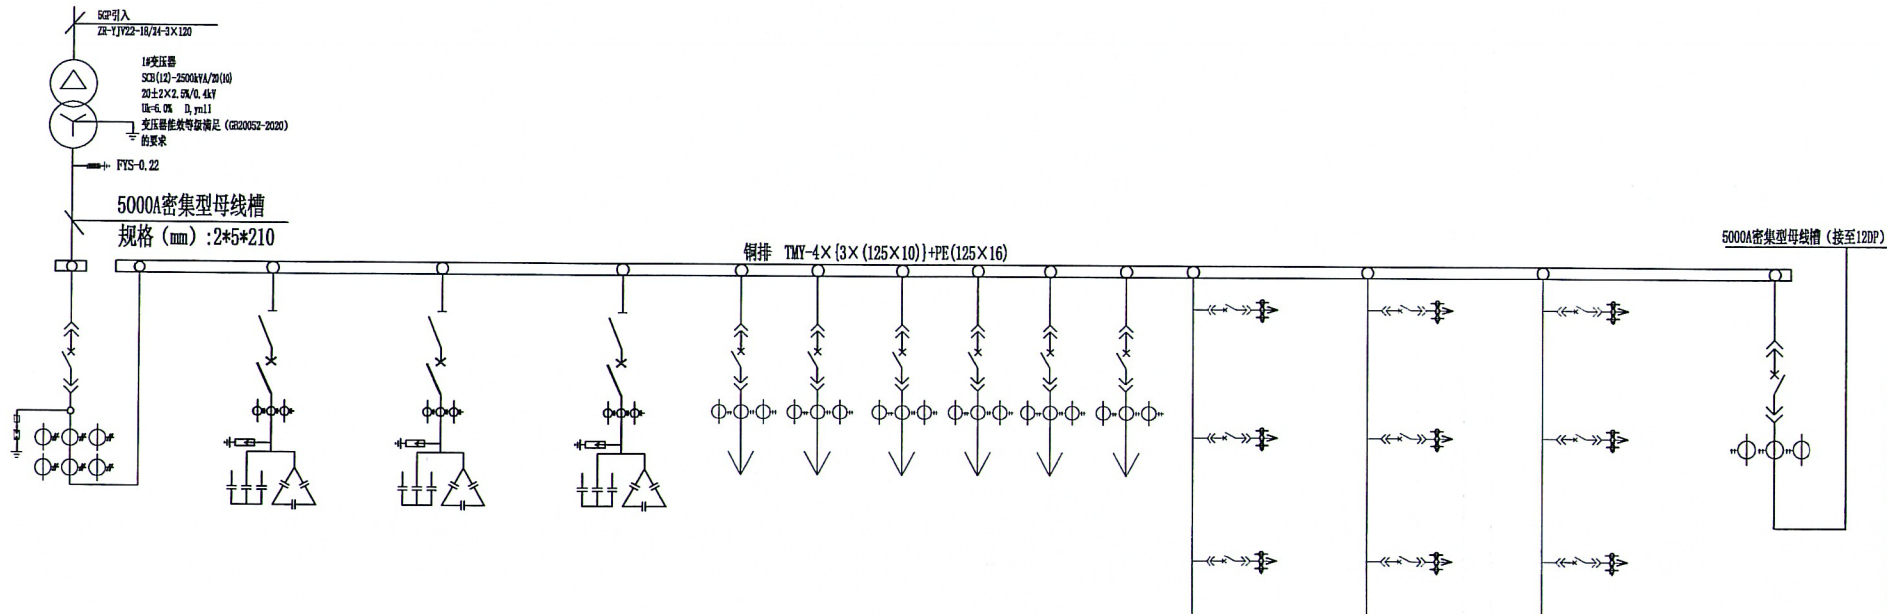 5GP引入
ZR-YJV22-18/24-3×120
1#变压器
SCB(12)-2500kVA/20(10)
20±2×2.5%/0.4kV
Uk=6.0% D,yn11
变压器能效等级满足（GB20052-2020）
的要求
FYS-0.22
5000A密集型母线槽
规格（mm）:2*5*210
铜排 TMY-4×{3×(125×10)}+PE(125×16)
5000A密集型母线槽（接至12DP）